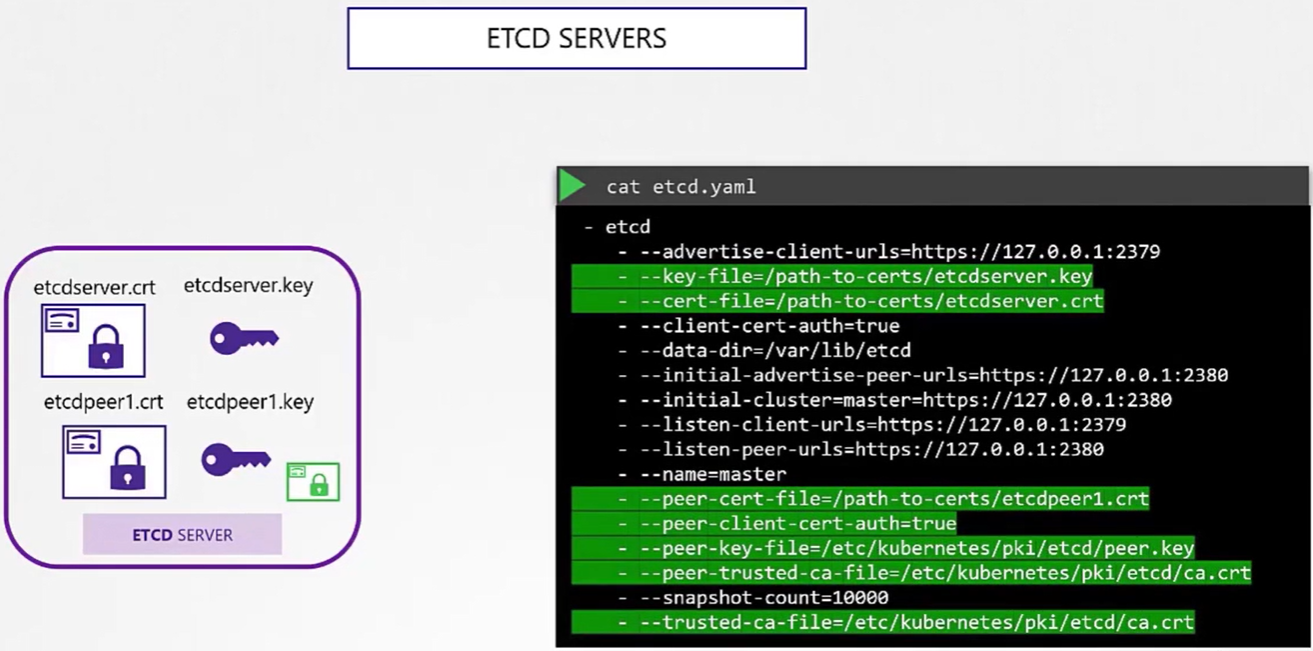 ETCD SERVERS
etcdserver.crt
etcdserver.key
etcdpeer1.crt
etcdpeer1.key
ETCD SERVER
cat etcd.yaml
- etcd
- --advertise-client-urls=https://127.0.0.1:2379
- --key-file=/path-to-certs/etcdserver.key
- --cert-file=/path-to-certs/etcdserver.crt
- --client-cert-auth=true
- --data-dir=/var/lib/etcd
- --initial-advertise-peer-urls=https://127.0.0.1:2380
- --initial-cluster=master=https://127.0.0.1:2380
- --listen-client-urls=https://127.0.0.1:2379
- --listen-peer-urls=https://127.0.0.1:2380
- --name=master
- --peer-cert-file=/path-to-certs/etcdpeer1.crt
- --peer-client-cert-auth=true
- --peer-key-file=/etc/kubernetes/pki/etcd/peer.key
- --peer-trusted-ca-file=/etc/kubernetes/pki/etcd/ca.crt
- --snapshot-count=10000
- --trusted-ca-file=/etc/kubernetes/pki/etcd/ca.crt